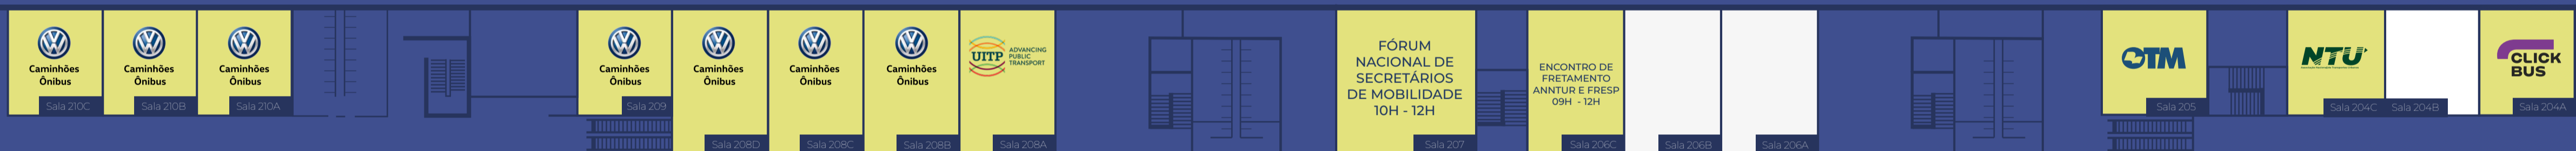 Caminhões
Ônibus
Sala 210C
Caminhões
Ônibus
Sala 210B
Caminhões
Ônibus
Sala 210A
Caminhões
Ônibus
Sala 209
Caminhões
Ônibus
Sala 208D
Caminhões
Ônibus
Sala 208C
Caminhões
Ônibus
Sala 208B
UITP
ADVANCING
PUBLIC
TRANSPORT
Sala 208A
FÓRUM
NACIONAL DE
SECRETÁRIOS
DE MOBILIDADE
10H - 12H
Sala 207
ENCONTRO DE
FRETAMENTO
ANNTUR E FRESP
09H - 12H
Sala 206C
Sala 206B
Sala 206A
OTM
Sala 205
NTU
Sala 204C
Sala 204B
CLICK
BUS
Sala 204A